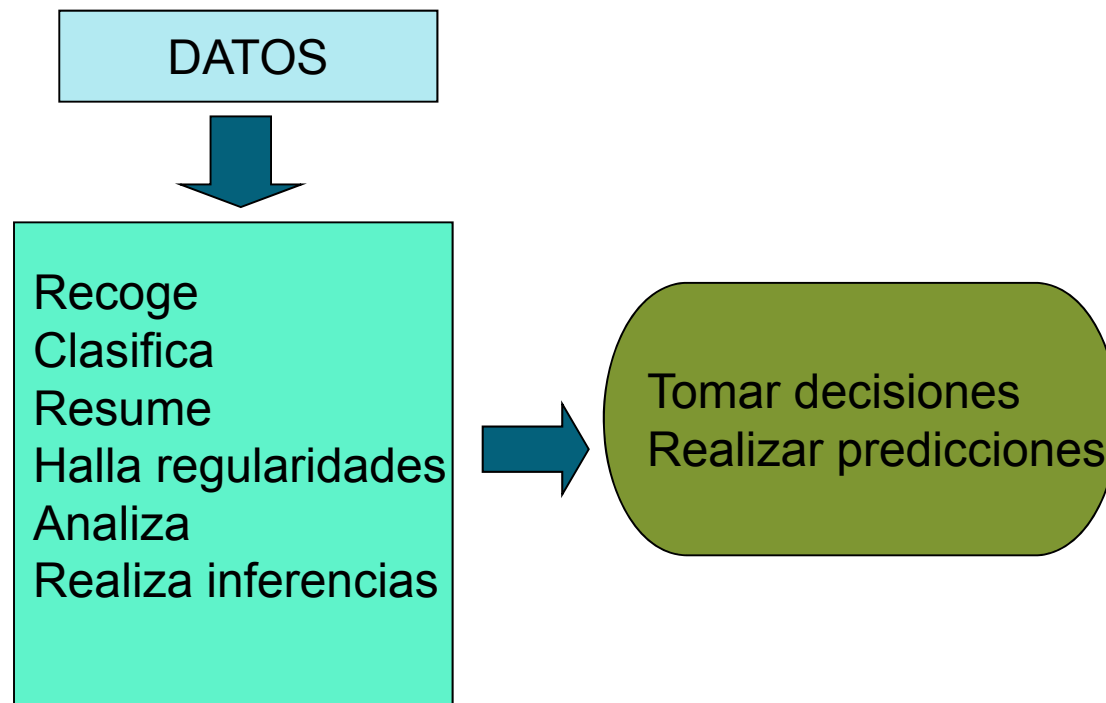 DATOS
Recoge
Clasifica
Resume
Halla regularidades
Analiza
Realiza inferencias
Tomar decisiones
Realizar predicciones